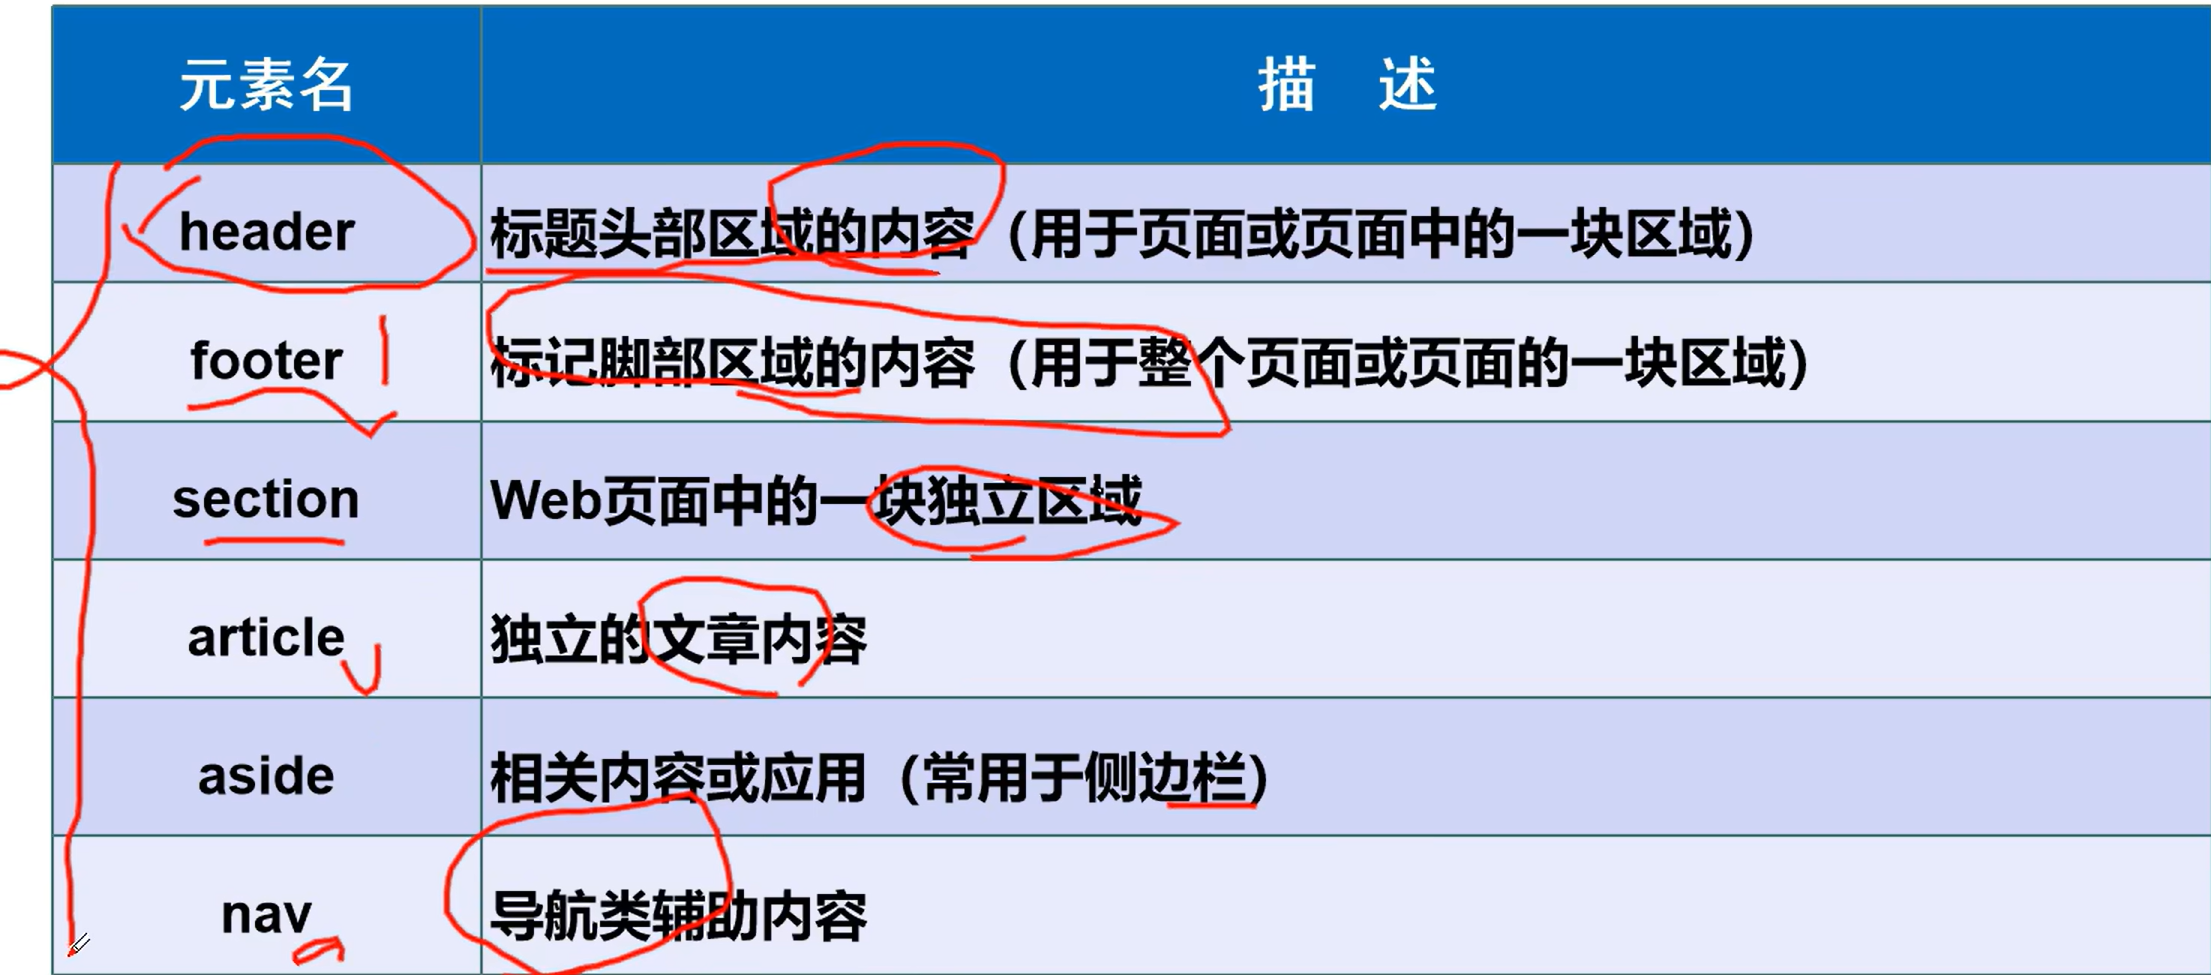 元素名 描 述
header 标题头部区域的内容（用于页面或页面中的一块区域）
footer 标记脚部区域的内容（用于整个页面或页面的一块区域）
section Web页面中的一块独立区域
article 独立的文章内容
aside 相关内容或应用（常用于侧边栏）
nav 导航类辅助内容